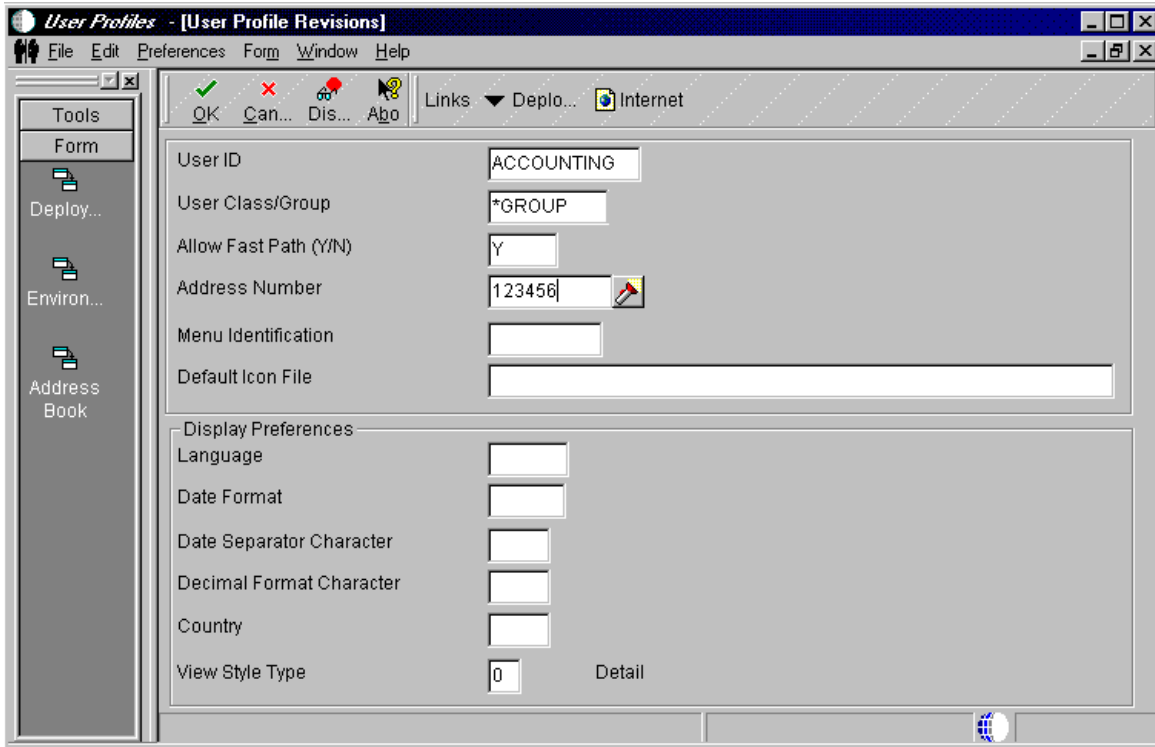 User Profiles - [User Profile Revisions]
File Edit Preferences Form Window Help
OK Can... Dis... Abo Links Deplo... Internet
Tools
Form
Deploy...
Environ...
Address
Book
User ID ACCOUNTING
User Class/Group *GROUP
Allow Fast Path (Y/N) Y
Address Number 123456
Menu Identification
Default Icon File
Display Preferences
Language
Date Format
Date Separator Character
Decimal Format Character
Country
View Style Type 0 Detail